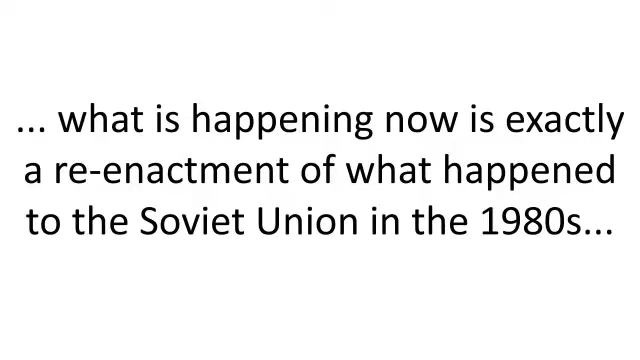 ... what is happening now is exactly
a re-enactment of what happened
to the Soviet Union in the 1980s...